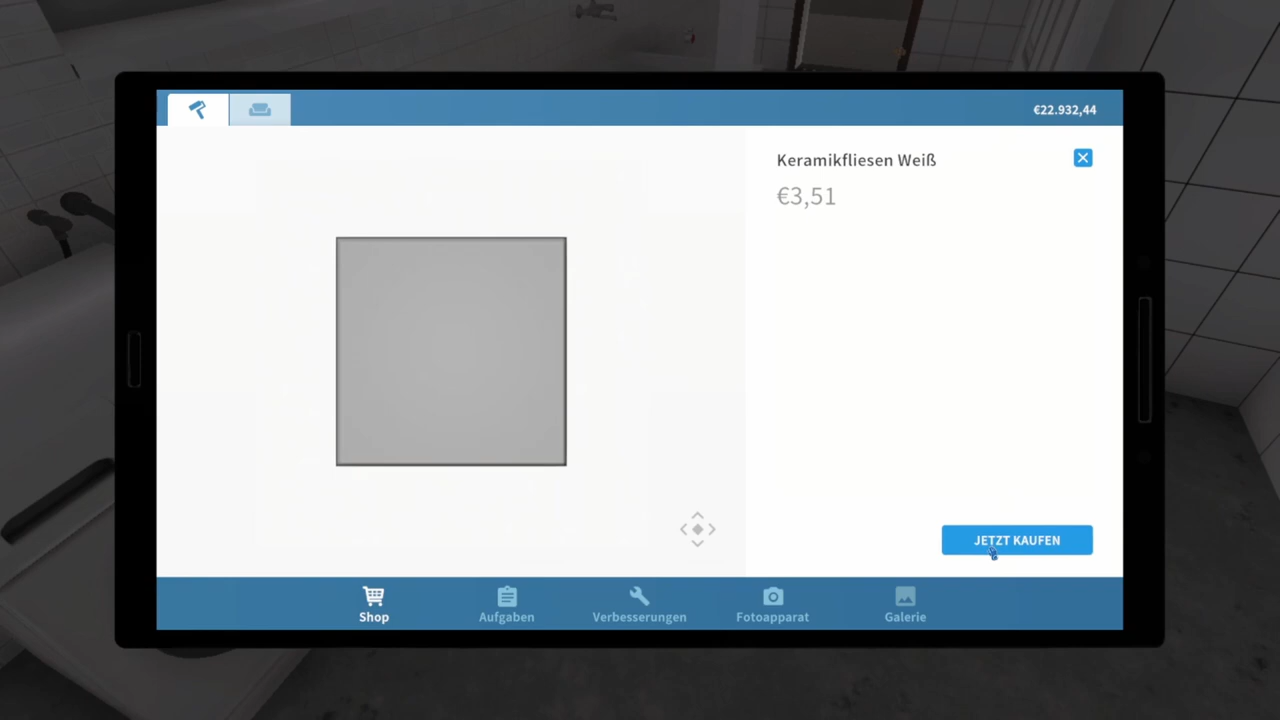 €22.932,44
Keramikfliesen Weiß
€3,51
JETZT KAUFEN
Shop
Aufgaben
Verbesserungen
Fotoapparat
Galerie